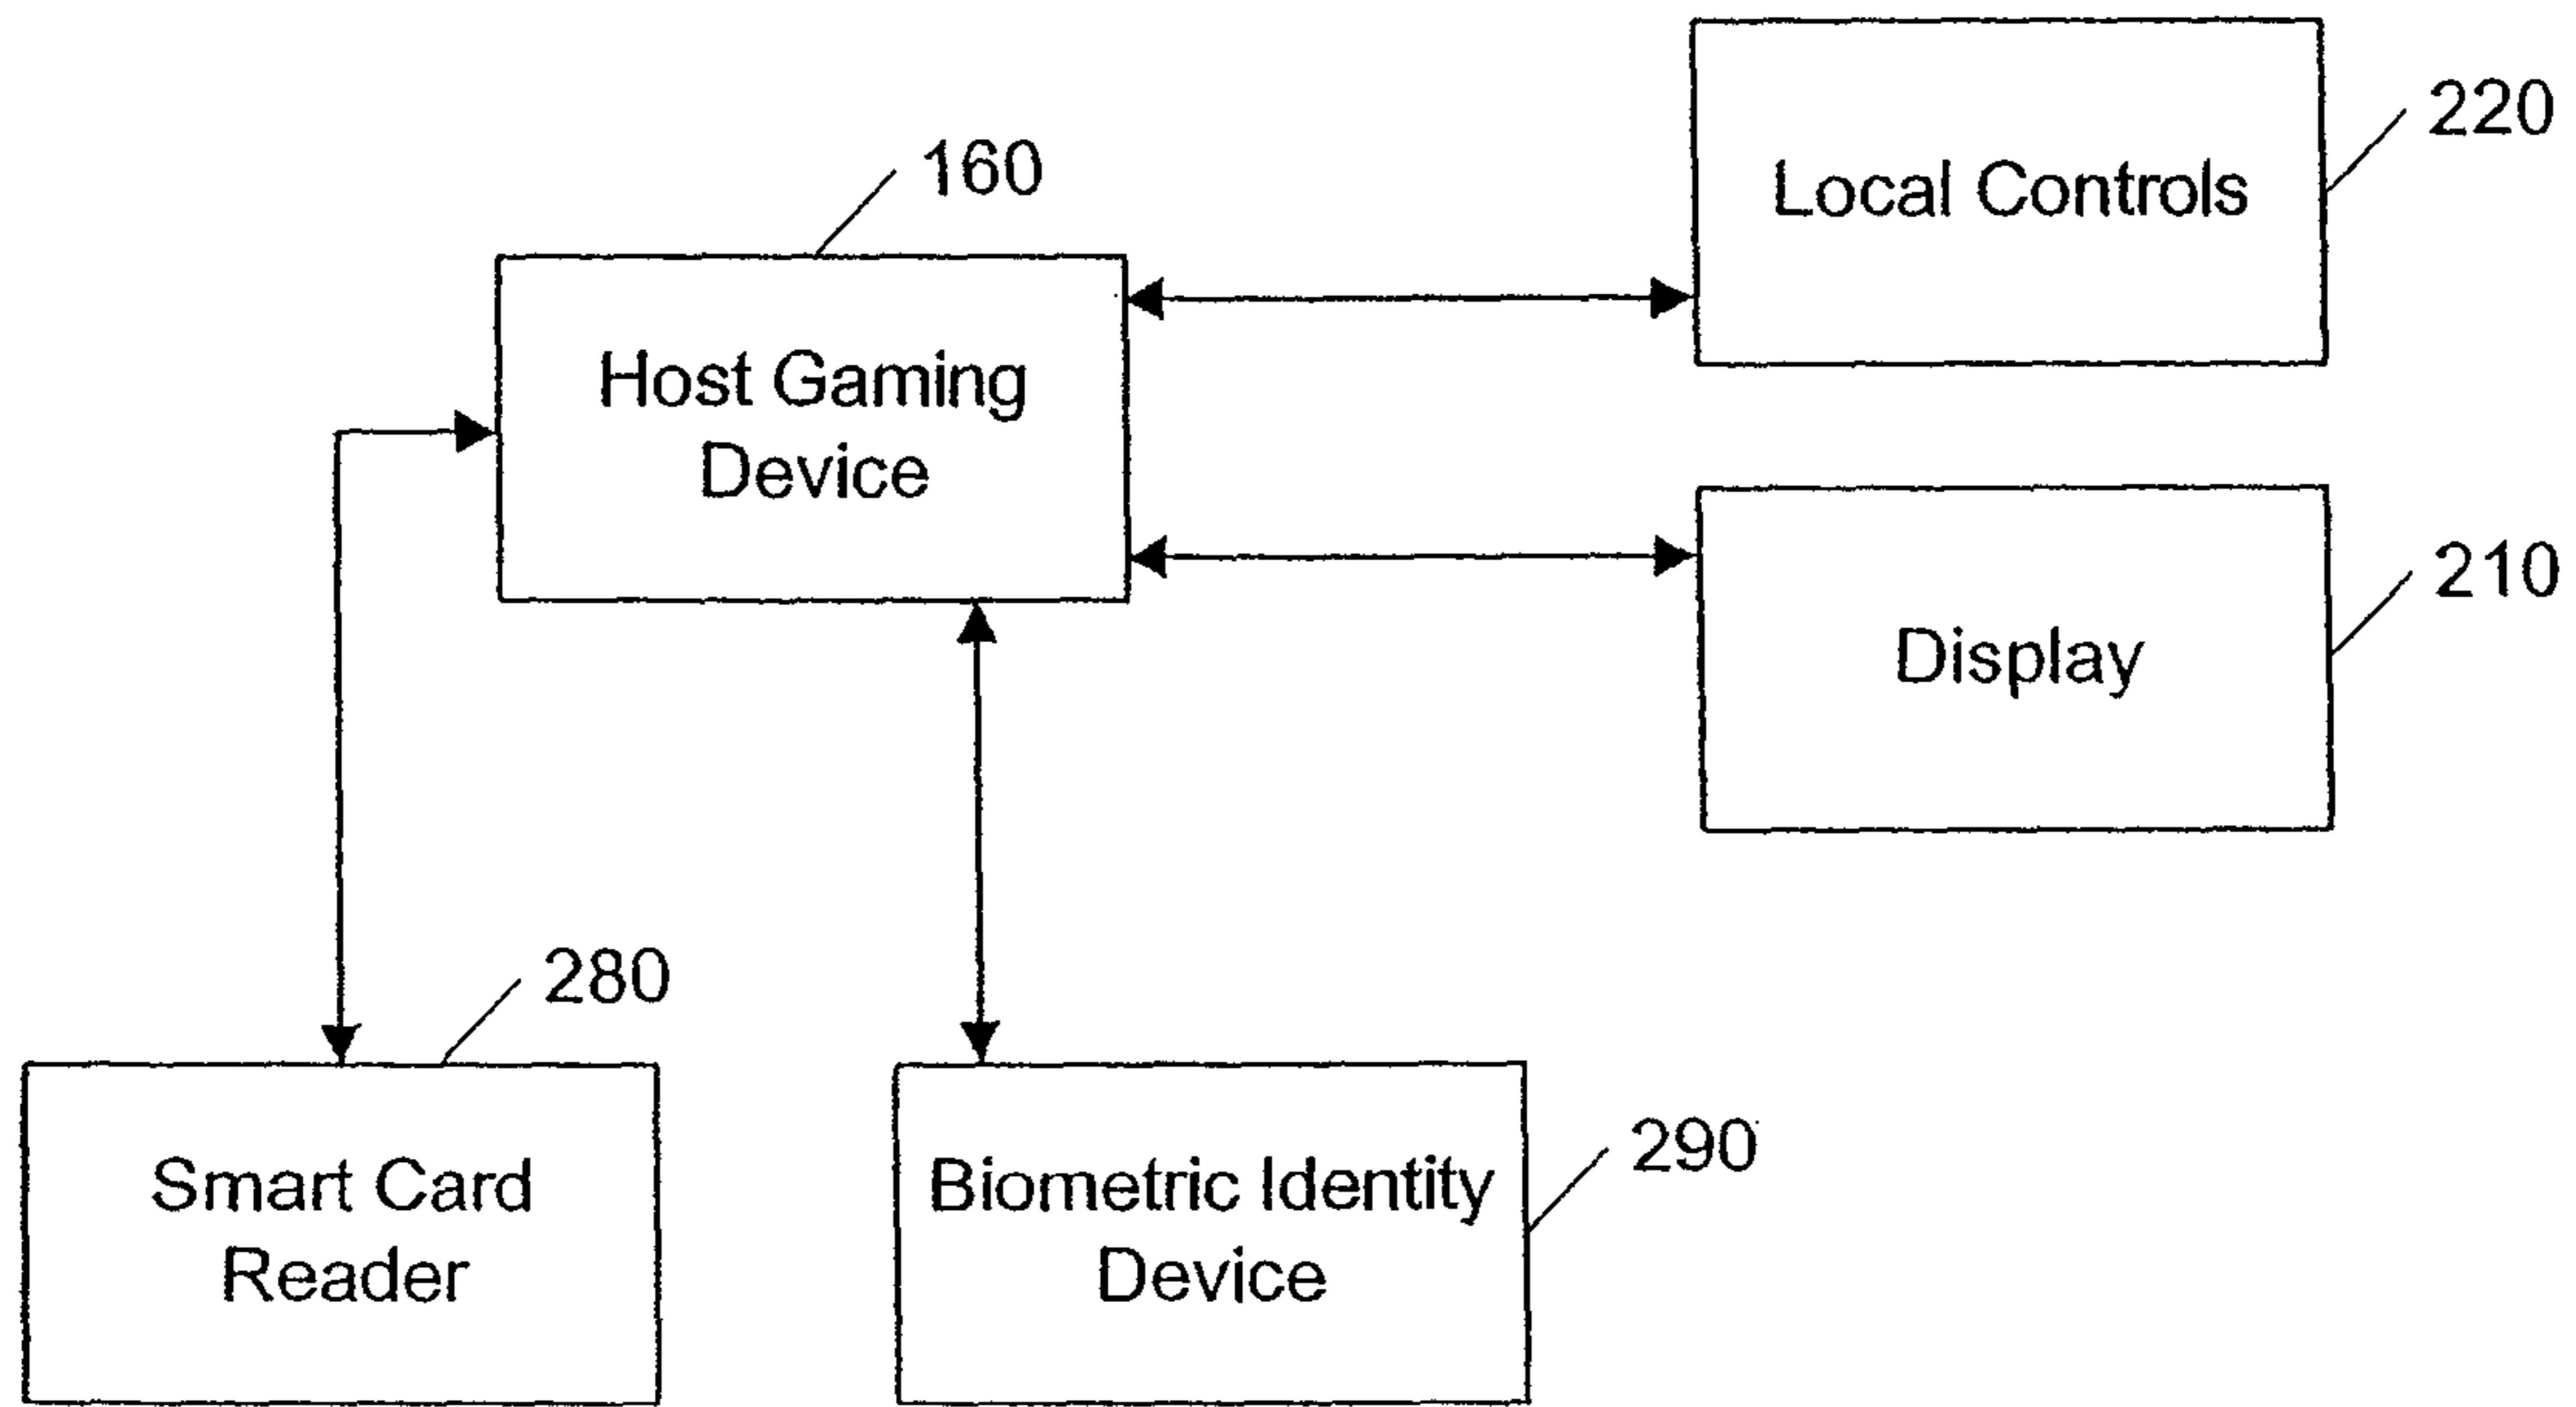 220
Local Controls
160
Host Gaming
Device
210
Display
280
Smart Card
Reader
290
Biometric Identity
Device